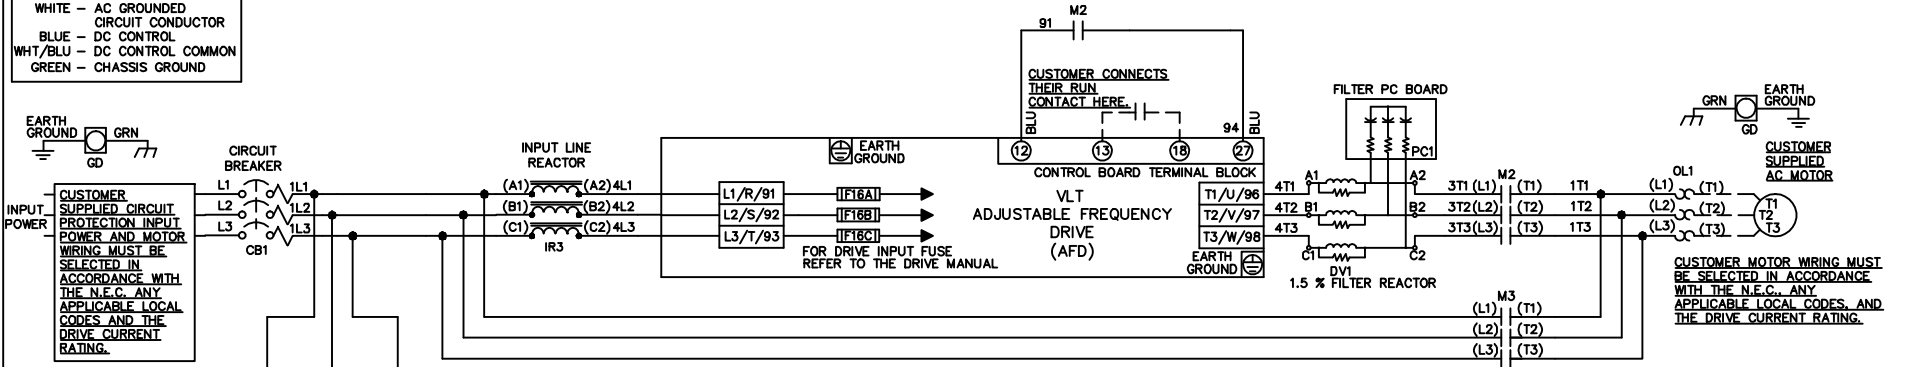 WHITE – AC GROUNDED
CIRCUIT CONDUCTOR
BLUE – DC CONTROL
WHT/BLU – DC CONTROL COMMON
GREEN – CHASSIS GROUND
EARTH
GROUND
GRN
GD
INPUT
POWER
CUSTOMER
SUPPLIED CIRCUIT
PROTECTION INPUT
POWER AND MOTOR
WIRING MUST BE
SELECTED IN
ACCORDANCE WITH
THE N.E.C. ANY
APPLICABLE LOCAL
CODES AND THE
DRIVE CURRENT
RATING.
CIRCUIT
BREAKER
L1 1L1
L2 1L2
L3 1L3
CB1
INPUT LINE
REACTOR
(A1) (A2) 4L1
(B1) (B2) 4L2
(C1) (C2) 4L3
IR3
L1/R/91
L2/S/92
L3/T/93
EARTH
GROUND
F16A
F16B
F16C
FOR DRIVE INPUT FUSE
REFER TO THE DRIVE MANUAL
M2
91
CUSTOMER CONNECTS
THEIR RUN
CONTACT HERE.
BLU
94
BLU
12 13 18 27
CONTROL BOARD TERMINAL BLOCK
VLT
ADJUSTABLE FREQUENCY
DRIVE
(AFD)
T1/U/96
T2/V/97
T3/W/98
EARTH
GROUND
4T1
4T2
4T3
FILTER PC BOARD
PC1
A1 A2
B1 B2
C1 C2
DV1
1.5 % FILTER REACTOR
M2
3T1 (L1) (T1) 1T1
3T2 (L2) (T2) 1T2
3T3 (L3) (T3) 1T3
M3
(L1) (T1)
(L2) (T2)
(L3) (T3)
GRN
EARTH
GROUND
GD
CUSTOMER
SUPPLIED
AC MOTOR
OL1
(L1) (T1)
(L2) (T2)
(L3) (T3)
T1
T2
T3
CUSTOMER MOTOR WIRING MUST
BE SELECTED IN ACCORDANCE
WITH THE N.E.C., ANY
APPLICABLE LOCAL CODES, AND
THE DRIVE CURRENT RATING.